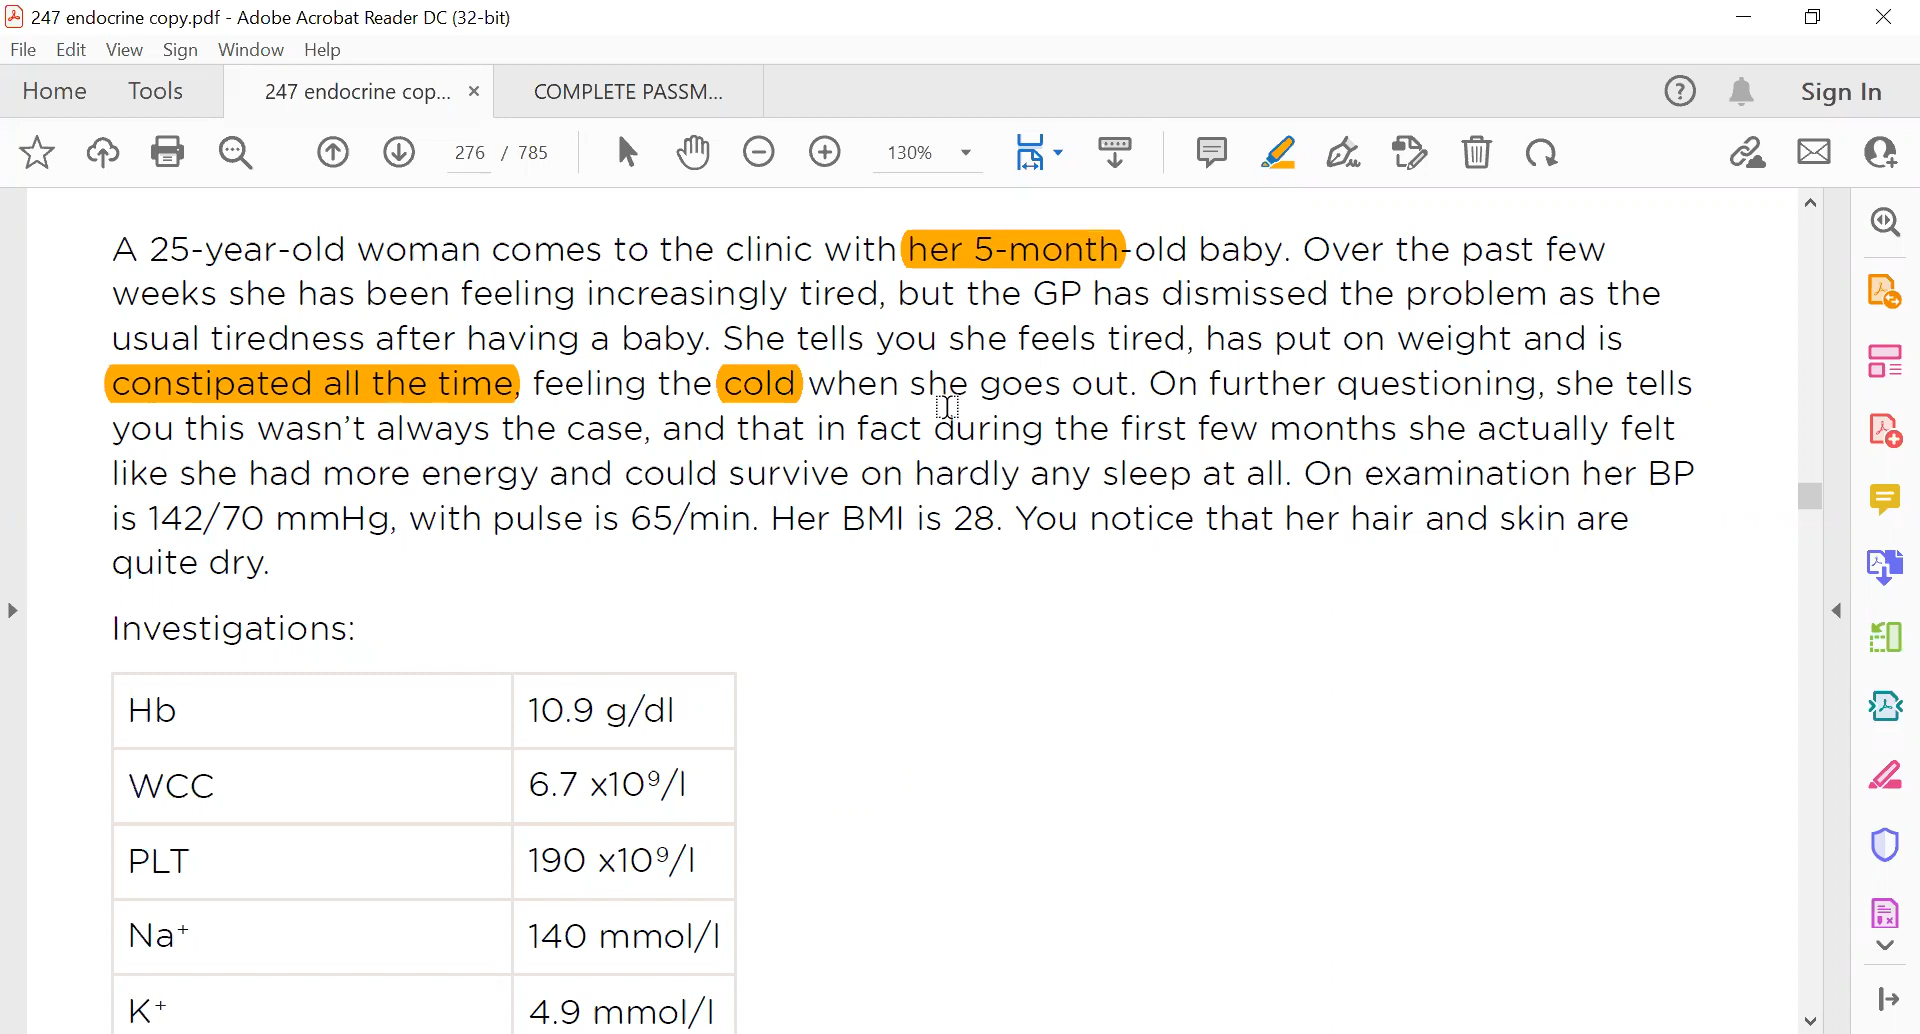 247 endocrine copy.pdf - Adobe Acrobat Reader DC (32-bit)
File Edit View Sign Window Help
Home Tools 247 endocrine cop... × COMPLETE PASSM... Sign In
276 / 785 130%
A 25-year-old woman comes to the clinic with her 5-month-old baby. Over the past few
weeks she has been feeling increasingly tired, but the GP has dismissed the problem as the
usual tiredness after having a baby. She tells you she feels tired, has put on weight and is
constipated all the time, feeling the cold when she goes out. On further questioning, she tells
you this wasn’t always the case, and that in fact during the first few months she actually felt
like she had more energy and could survive on hardly any sleep at all. On examination her BP
is 142/70 mmHg, with pulse is 65/min. Her BMI is 28. You notice that her hair and skin are
quite dry.
Investigations:
Hb 10.9 g/dl
WCC 6.7 x10⁹/l
PLT 190 x10⁹/l
Na⁺ 140 mmol/l
K⁺ 4.9 mmol/l